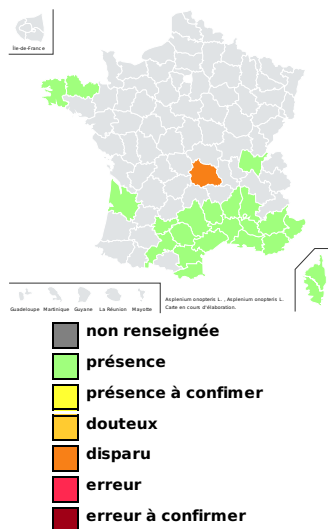 Île-de-France
Guadeloupe Martinique Guyane La Réunion Mayotte
Asplenium onopteris L. , Asplenium onopteris L.
Carte en cours d'élaboration.
non renseignée
présence
présence à confimer
douteux
disparu
erreur
erreur à confirmer